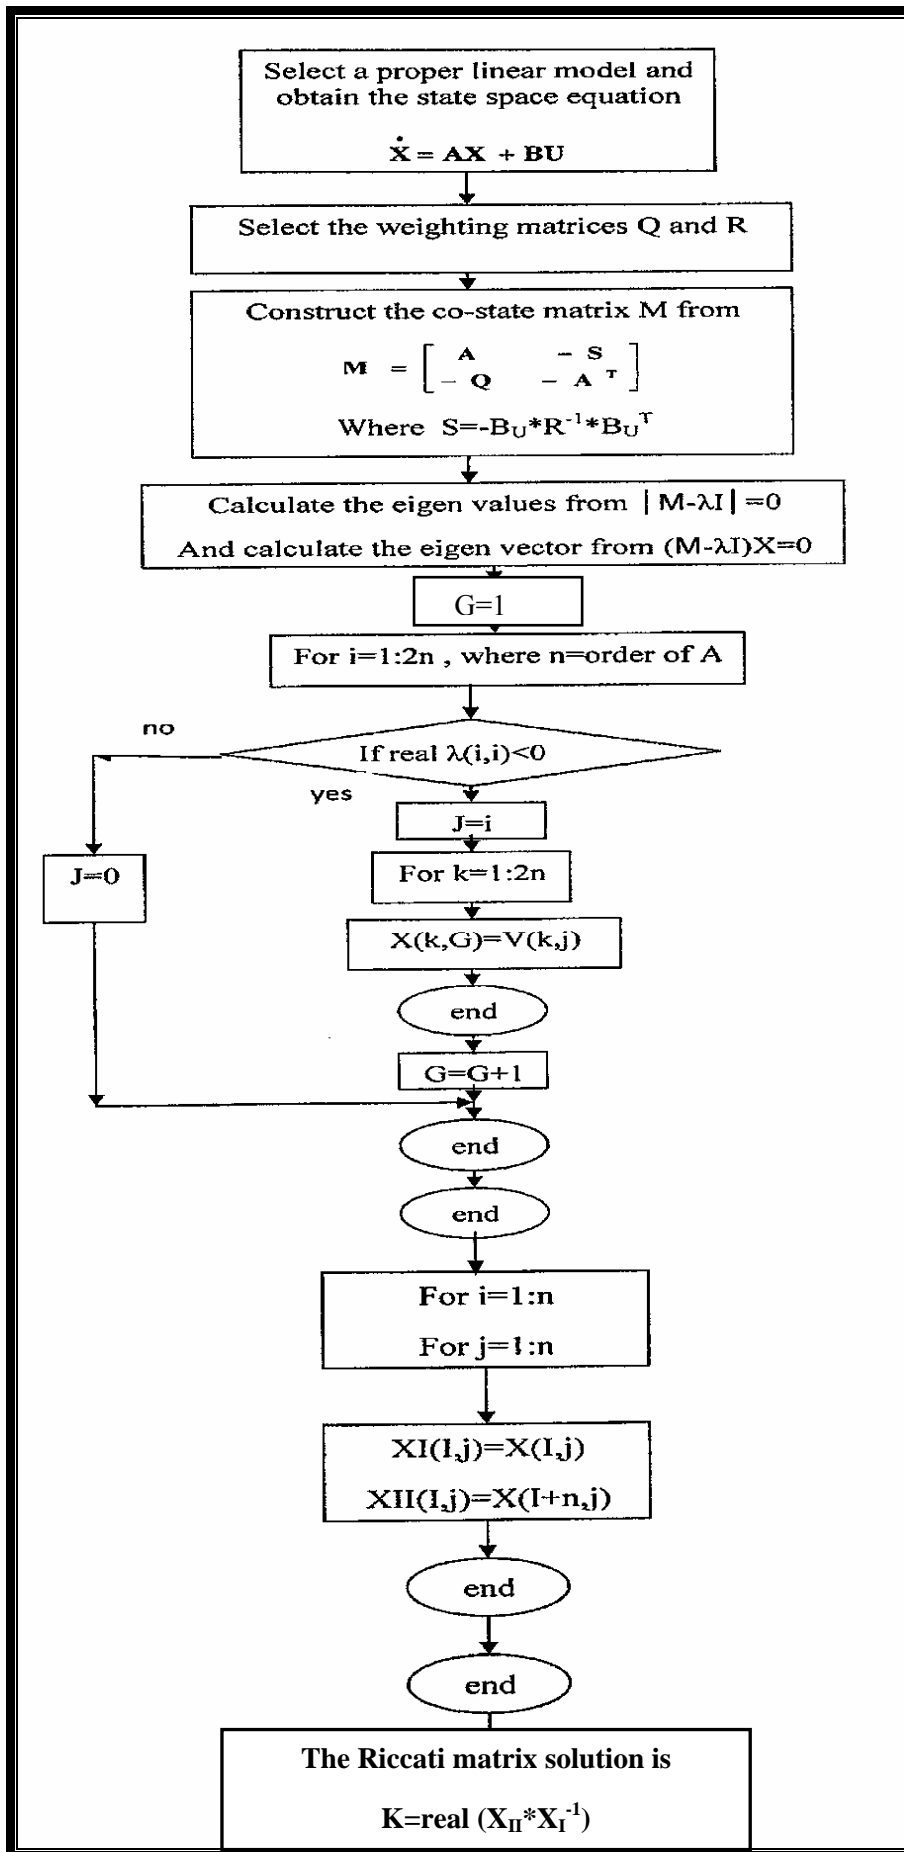 Select a proper linear model and
obtain the state space equation
Ẋ = AX + BU
Select the weighting matrices Q and R
Construct the co-state matrix M from
M = [ A - S
- Q - A ᵀ ]
Where S=-B_U*R⁻¹*B_Uᵀ
Calculate the eigen values from | M-λI | =0
And calculate the eigen vector from (M-λI)X=0
G=1
For i=1:2n , where n=order of A
If real λ(i,i)<0
no
yes
J=i
J=0
For k=1:2n
X(k,G)=V(k,j)
end
G=G+1
end
end
For i=1:n
For j=1:n
XI(I,j)=X(I,j)
XII(I,j)=X(I+n,j)
end
end
The Riccati matrix solution is
K=real (X_II*X_I⁻¹)